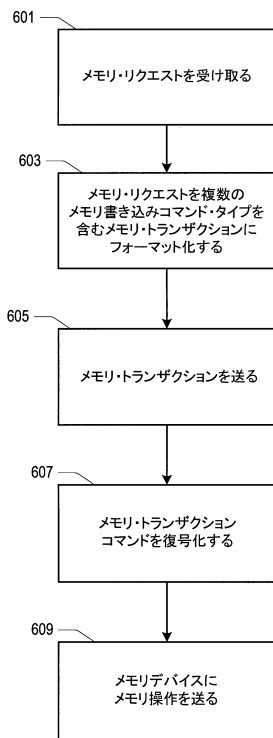 601
メモリ・リクエストを受け取る
603
メモリ・リクエストを複数の
メモリ書き込みコマンド・タイプを
含むメモリ・トランザクションに
フォーマット化する
605
メモリ・トランザクションを送る
607
メモリ・トランザクション
コマンドを復号化する
609
メモリデバイスに
メモリ操作を送る